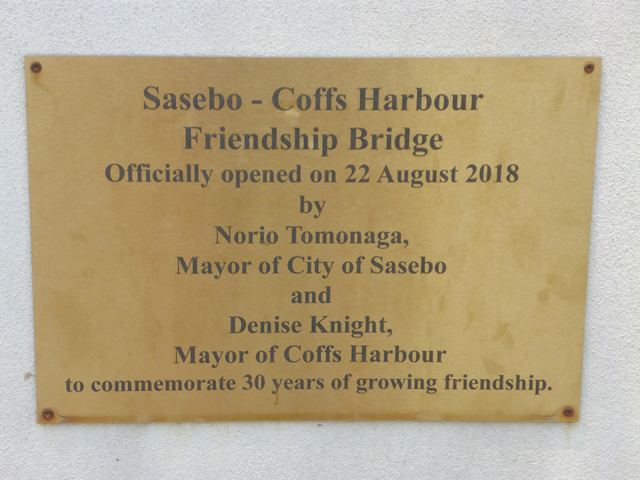 Sasebo - Coffs Harbour
Friendship Bridge
Officially opened on 22 August 2018
by
Norio Tomonaga,
Mayor of City of Sasebo
and
Denise Knight,
Mayor of Coffs Harbour
to commemorate 30 years of growing friendship.